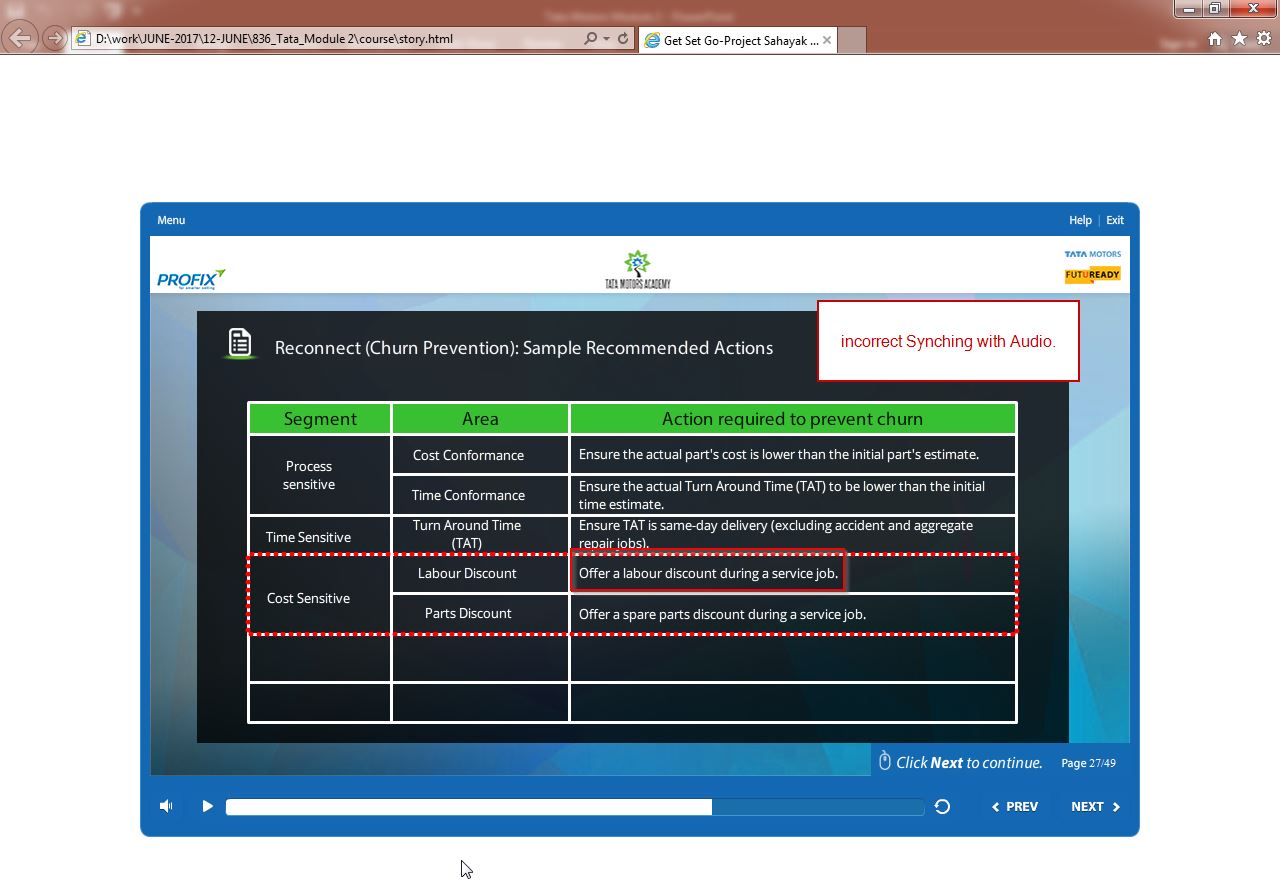 D:\work\JUNE-2017\12-JUNE\836_Tata_Module 2\course\story.html
Get Set Go-Project Sahayak ...
Menu
Help | Exit
PROFIX
TATA MOTORS ACADEMY
TATA MOTORS
FUTUREADY
incorrect Synching with Audio.
Reconnect (Churn Prevention): Sample Recommended Actions
Segment
Area
Action required to prevent churn
Process
sensitive
Cost Conformance
Ensure the actual part's cost is lower than the initial part's estimate.
Time Conformance
Ensure the actual Turn Around Time (TAT) to be lower than the initial
time estimate.
Time Sensitive
Turn Around Time
(TAT)
Ensure TAT is same-day delivery (excluding accident and aggregate
repair jobs).
Cost Sensitive
Labour Discount
Offer a labour discount during a service job.
Parts Discount
Offer a spare parts discount during a service job.
Click Next to continue.
Page 27/49
PREV
NEXT